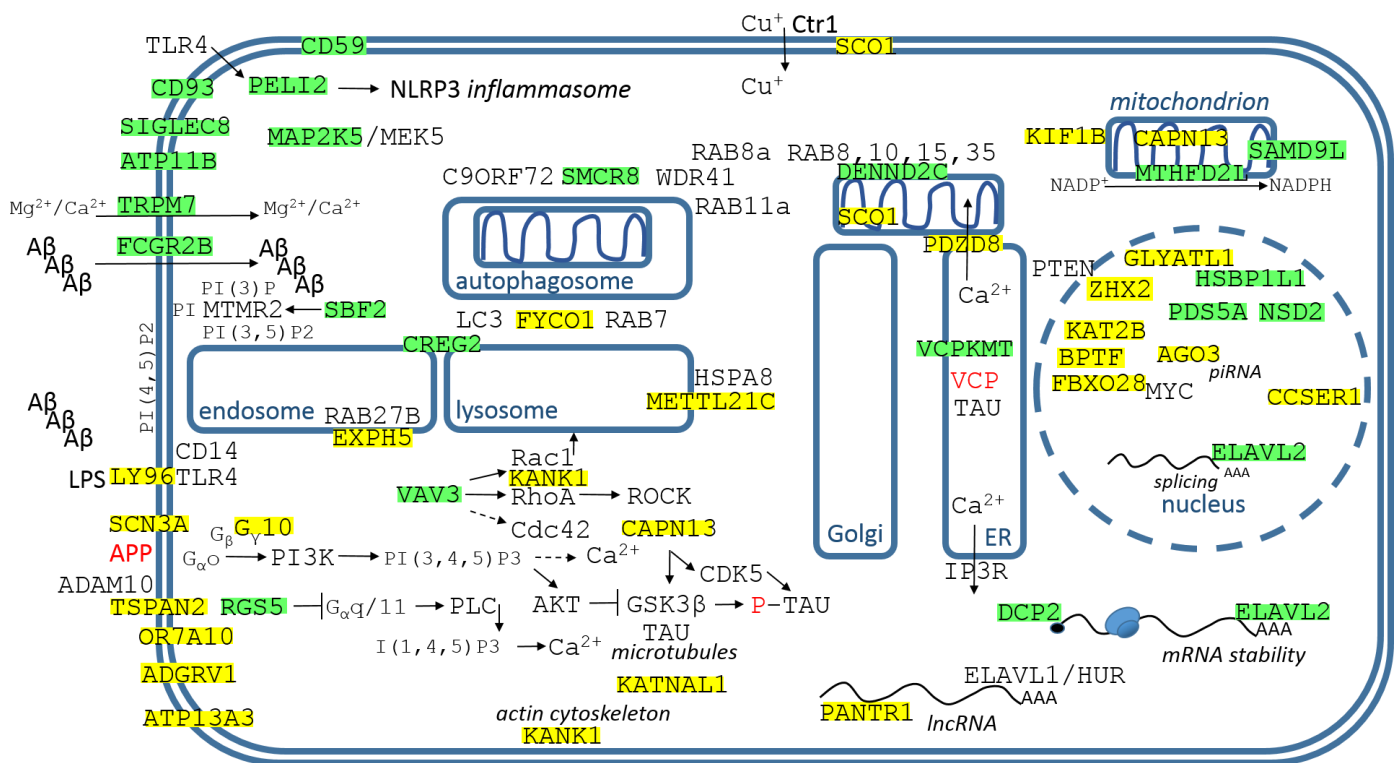 Cu⁺ Ctr1
TLR4
CD59
SCO1
CD93
PELI2
NLRP3 inflammasome
Cu⁺
SIGLEC8
MAP2K5/MEK5
mitochondrion
KIF1B
CAPN13
SAMD9L
ATP11B
RAB8a
RAB8,10,15,35
C9ORF72
SMCR8
WDR41
DENND2C
MTHFD2L
NADP⁺
NADPH
Mg²⁺/Ca²⁺
TRPM7
Mg²⁺/Ca²⁺
RAB11a
SCO1
Aβ
Aβ
Aβ
FCGR2B
Aβ
Aβ
Aβ
PDZD8
autophagosome
PTEN
GLYATL1
HSBP1L1
ZHX2
PI(3)P
PI
MTMR2
SBF2
PI(3,5)P2
Ca²⁺
PDS5A
NSD2
LC3
FYCO1
RAB7
KAT2B
PI(4,5)P2
CREG2
VCPKMT
BPTF
AGO3
piRNA
HSPA8
VCP
FBXO28
MYC
CCSER1
METTL21C
TAU
Aβ
Aβ
Aβ
endosome
RAB27B
EXPH5
lysosome
CD14
LPS
LY96
TLR4
Rac1
KANK1
ELAVL2
AAA
splicing
nucleus
VAV3
RhoA
ROCK
Cdc42
CAPN13
Ca²⁺
SCN3A
Gβ
Gγ10
APP
Gαo
PI3K
PI(3,4,5)P3
Ca²⁺
Golgi
ER
ADAM10
CDK5
IP3R
TSPAN2
RGS5
Gαq/11
PLC
AKT
GSK3β
P-TAU
DCP2
ELAVL2
AAA
OR7A10
TAU
microtubules
I(1,4,5)P3
Ca²⁺
mRNA stability
ADGRV1
KATNAL1
ELAVL1/HUR
AAA
PANTR1
lncRNA
ATP13A3
actin cytoskeleton
KANK1